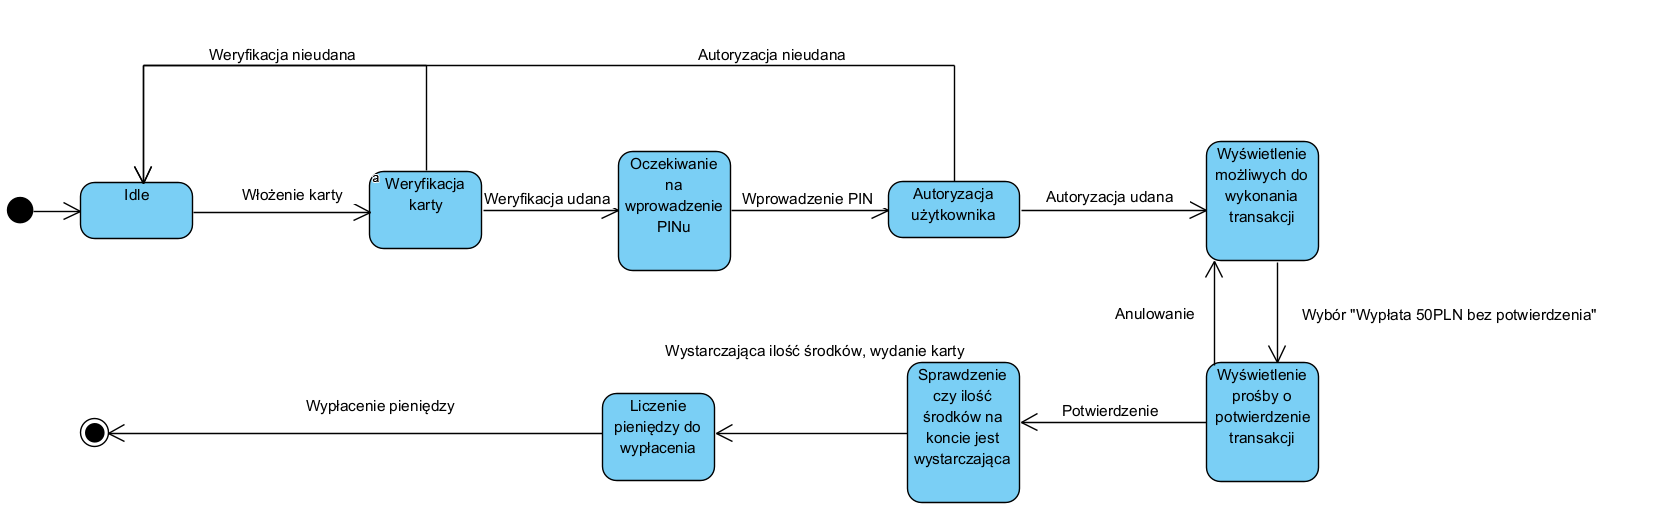 Weryfikacja nieudana
Autoryzacja nieudana
Idle
Włożenie karty
a
Weryfikacja
karty
Weryfikacja udana
Oczekiwanie
na
wprowadzenie
PINu
Wprowadzenie PIN
Autoryzacja
użytkownika
Autoryzacja udana
Wyświetlenie
możliwych do
wykonania
transakcji
Anulowanie
Wybór "Wypłata 50PLN bez potwierdzenia"
Wyświetlenie
prośby o
potwierdzenie
transakcji
Potwierdzenie
Sprawdzenie
czy ilość
środków na
koncie jest
wystarczająca
Wystarczająca ilość środków, wydanie karty
Liczenie
pieniędzy do
wypłacenia
Wypłacenie pieniędzy